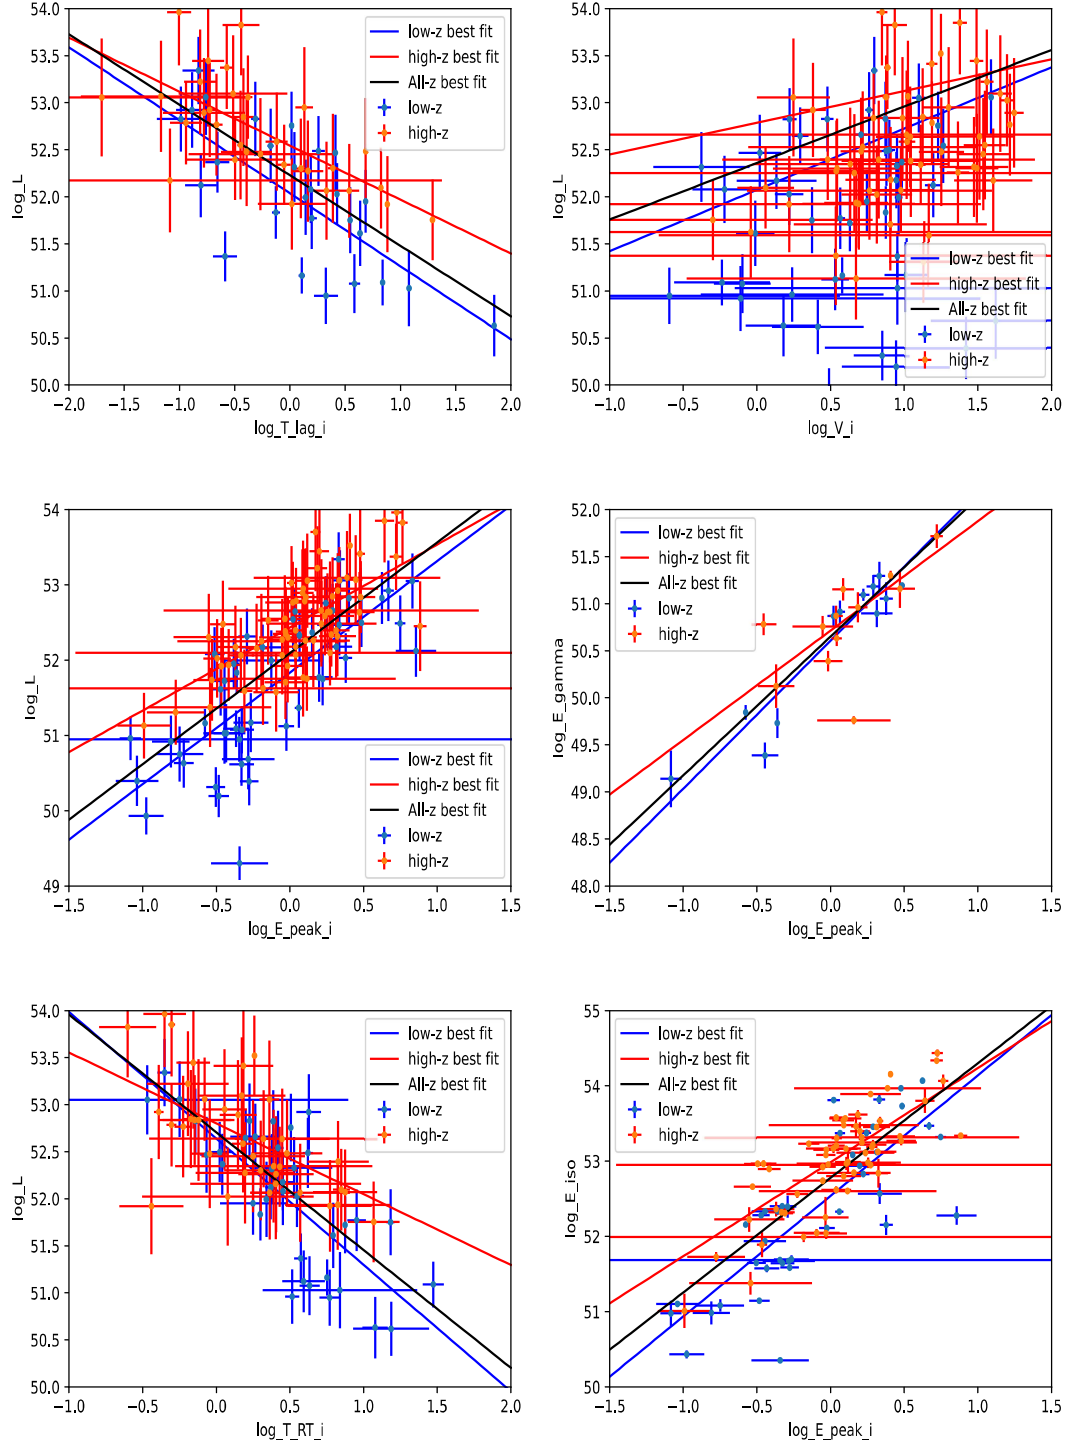 54.0
53.5
53.0
52.5
52.0
51.5
51.0
50.5
50.0
log_L
−2.0 −1.5 −1.0 −0.5 0.0 0.5 1.0 1.5 2.0
log_T_lag_i
low-z best fit
high-z best fit
All-z best fit
low-z
high-z
54.0
53.5
53.0
52.5
52.0
51.5
51.0
50.5
50.0
log_L
−1.0 −0.5 0.0 0.5 1.0 1.5 2.0
log_V_i
low-z best fit
high-z best fit
All-z best fit
low-z
high-z
54
53
52
51
50
49
log_L
−1.5 −1.0 −0.5 0.0 0.5 1.0 1.5
log_E_peak_i
low-z best fit
high-z best fit
All-z best fit
low-z
high-z
52.0
51.5
51.0
50.5
50.0
49.5
49.0
48.5
48.0
log_E_gamma
−1.5 −1.0 −0.5 0.0 0.5 1.0 1.5
log_E_peak_i
low-z best fit
high-z best fit
All-z best fit
low-z
high-z
54.0
53.5
53.0
52.5
52.0
51.5
51.0
50.5
50.0
log_L
−1.0 −0.5 0.0 0.5 1.0 1.5 2.0
log_T_RT_i
low-z best fit
high-z best fit
All-z best fit
low-z
high-z
55
54
53
52
51
50
log_E_iso
−1.5 −1.0 −0.5 0.0 0.5 1.0 1.5
log_E_peak_i
low-z best fit
high-z best fit
All-z best fit
low-z
high-z